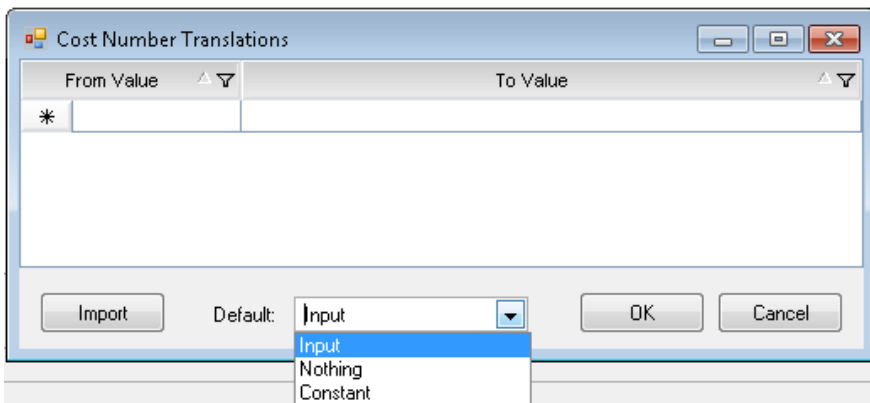 Cost Number Translations
From Value To Value
Import Default: Input OK Cancel
Input
Nothing
Constant